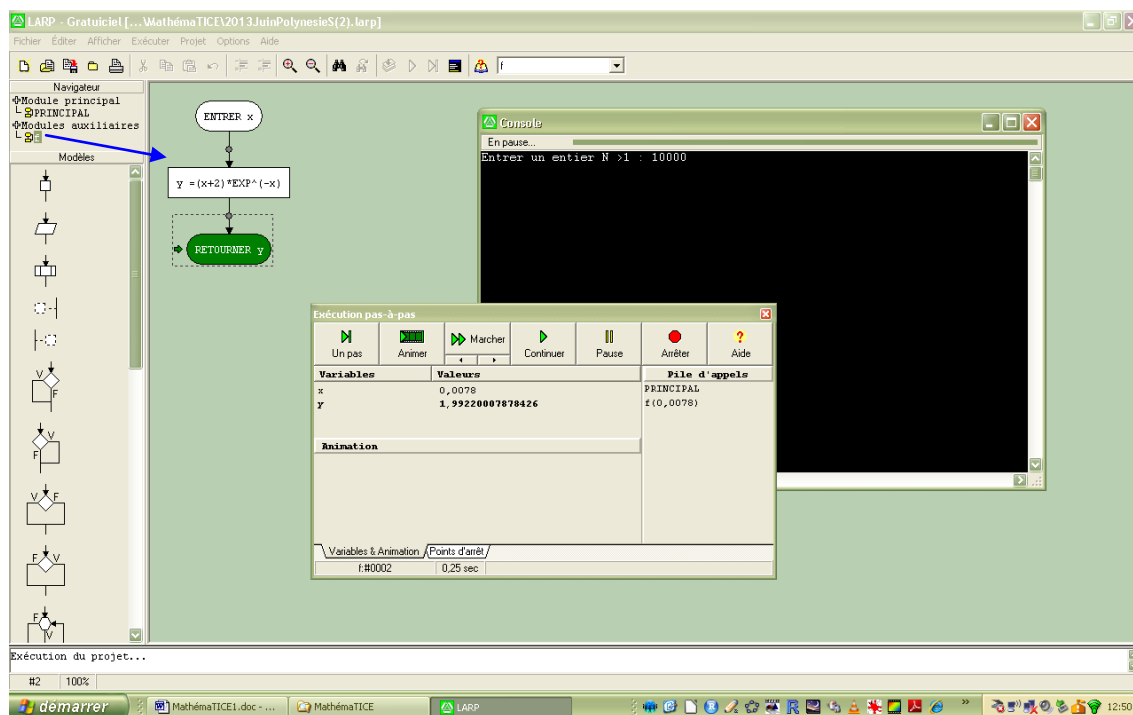 LARP - Gratuiciel [...\MathémaTICE\2013JuinPolynesieS(2).larp]
Fichier Éditer Afficher Exécuter Projet Options Aide
f
Navigateur
Module principal
PRINCIPAL
Modules auxiliaires
f
Modèles
F
V
F
V F
F V
F
V
ENTRER x
y =(x+2)*EXP^(-x)
RETOURNER y
Console
En pause...
Entrer un entier N >1 : 10000
Exécution pas-à-pas
Un pas Animer Marcher Continuer Pause Arrêter Aide
Variables Valeurs Pile d'appels
x 0,0078 PRINCIPAL
y 1,99220007878426 f(0,0078)
Animation
Variables & Animation Points d'arrêt
f:#0002 0,25 sec
Exécution du projet...
#2 100%
démarrer MathémaTICE1.doc - ... MathémaTICE LARP 12:50